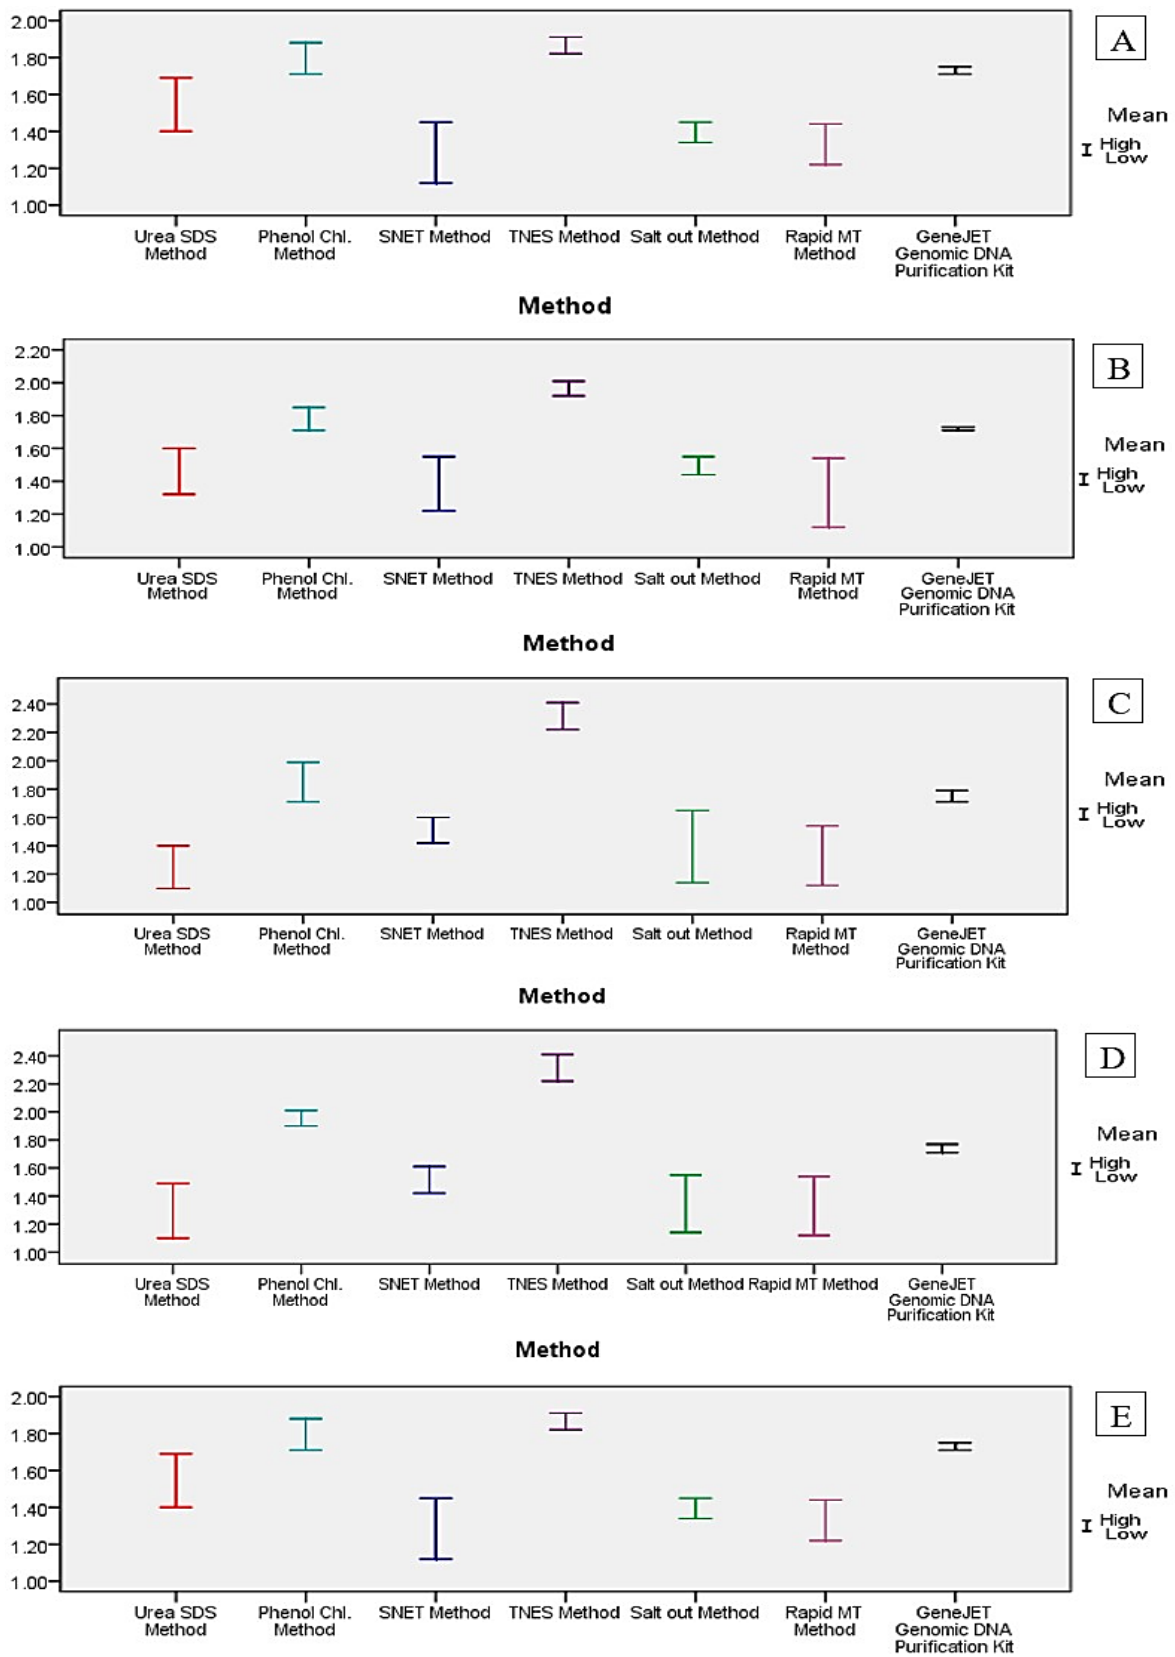 2.00
1.80
1.60
1.40
1.20
1.00
A
Mean
High
Low
Urea SDS Method
Phenol Chl. Method
SNET Method
TNES Method
Salt out Method
Rapid MT Method
GeneJET Genomic DNA Purification Kit
Method
2.20
2.00
1.80
1.60
1.40
1.20
1.00
B
Mean
High
Low
Urea SDS Method
Phenol Chl. Method
SNET Method
TNES Method
Salt out Method
Rapid MT Method
GeneJET Genomic DNA Purification Kit
Method
2.40
2.20
2.00
1.80
1.60
1.40
1.20
1.00
C
Mean
High
Low
Urea SDS Method
Phenol Chl. Method
SNET Method
TNES Method
Salt out Method
Rapid MT Method
GeneJET Genomic DNA Purification Kit
Method
2.40
2.20
2.00
1.80
1.60
1.40
1.20
1.00
D
Mean
High
Low
Urea SDS Method
Phenol Chl. Method
SNET Method
TNES Method
Salt out Method
Rapid MT Method
GeneJET Genomic DNA Purification Kit
Method
2.00
1.80
1.60
1.40
1.20
1.00
E
Mean
High
Low
Urea SDS Method
Phenol Chl. Method
SNET Method
TNES Method
Salt out Method
Rapid MT Method
GeneJET Genomic DNA Purification Kit